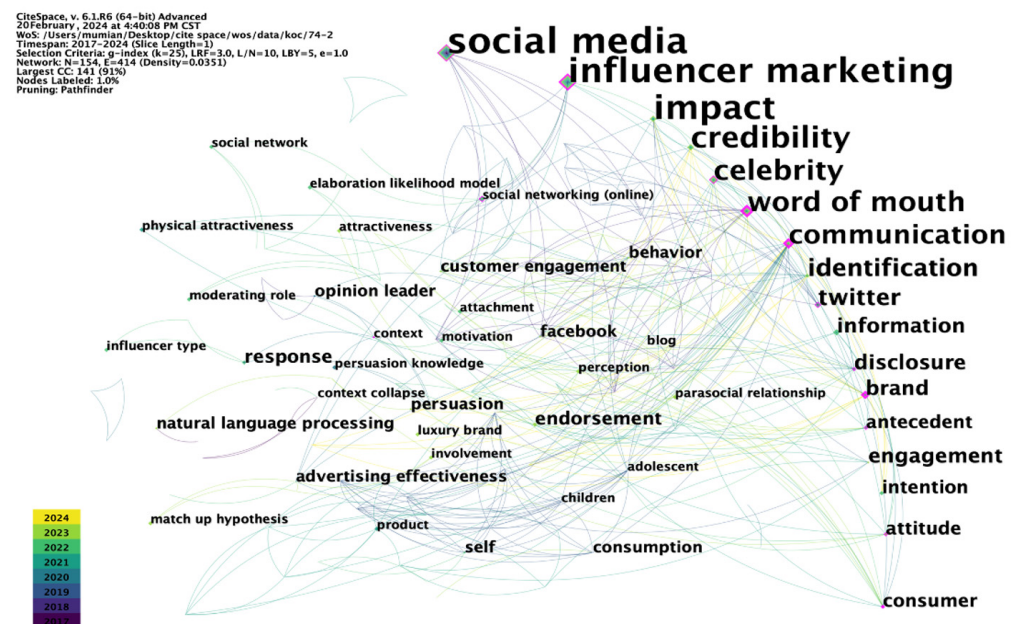 CiteSpace, v. 6.1.R6 (64-bit) Advanced
20February , 2024 at 4:40:08 PM CST
WoS: /Users/mumian/Desktop/cite space/wos/data/koc/74-2
Timespan: 2017-2024 (Slice Length=1)
Selection Criteria: g-index (k=25), LRF=3.0, L/N=10, LBY=5, e=1.0
Network: N=154, E=414 (Density=0.0351)
Largest CC: 141 (91%)
Nodes Labeled: 1.0%
Pruning: Pathfinder
social media
influencer marketing
impact
credibility
social network
celebrity
elaboration likelihood model
social networking (online)
word of mouth
physical attractiveness
attractiveness
communication
behavior
customer engagement
identification
opinion leader
moderating role
twitter
attachment
information
context
motivation
facebook
blog
influencer type
response
persuasion knowledge
perception
disclosure
brand
context collapse
parasocial relationship
persuasion
natural language processing
endorsement
antecedent
luxury brand
involvement
engagement
adolescent
advertising effectiveness
intention
children
match up hypothesis
product
attitude
self
consumption
consumer
2024
2023
2022
2021
2020
2019
2018
2017